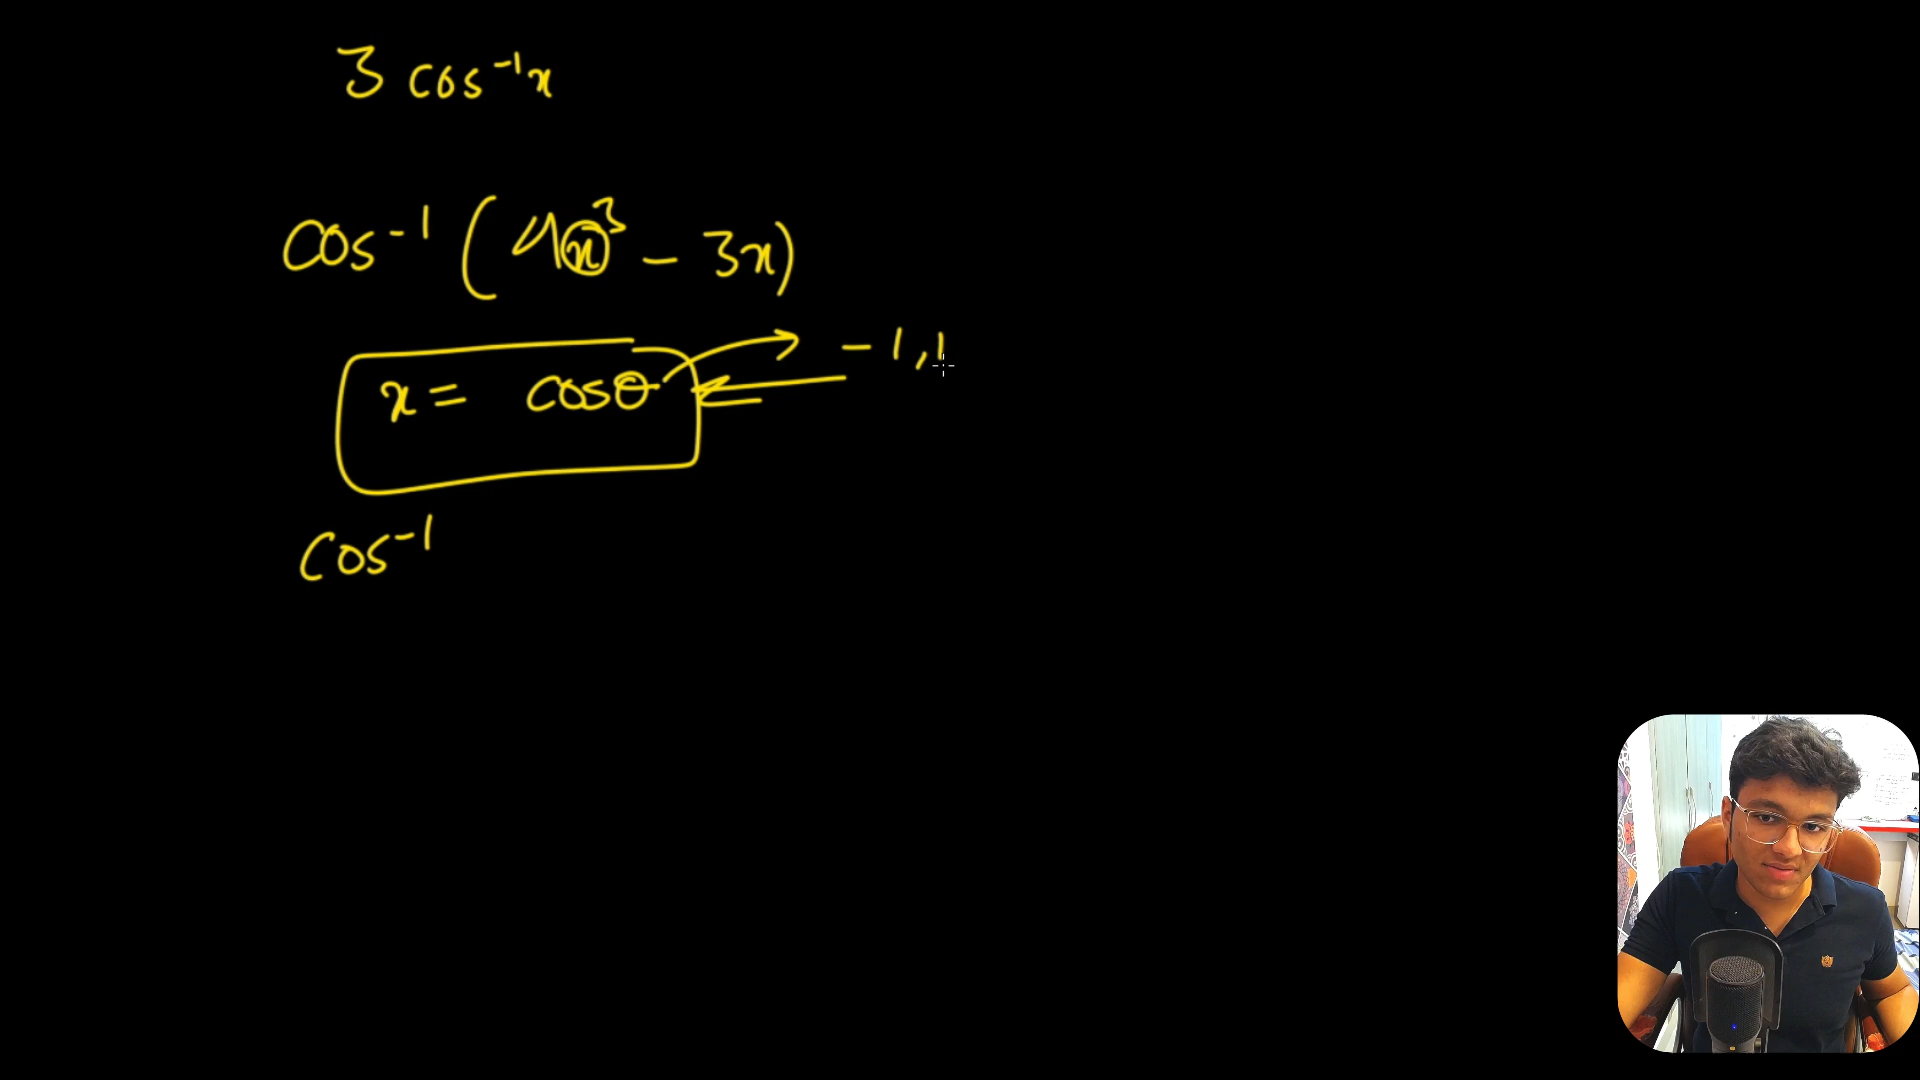 3 cos⁻¹x
cos⁻¹ (4x³ - 3x)
x = cosθ → -1,1
cos⁻¹